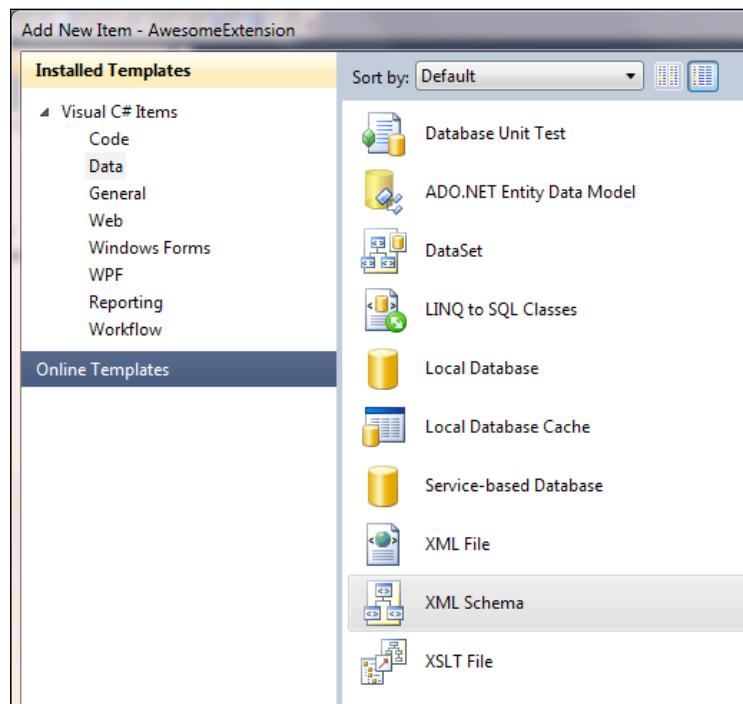 Add New Item - AwesomeExtension
Installed Templates
Visual C# Items
Code
Data
General
Web
Windows Forms
WPF
Reporting
Workflow
Online Templates
Sort by: Default
Database Unit Test
ADO.NET Entity Data Model
DataSet
LINQ to SQL Classes
Local Database
Local Database Cache
Service-based Database
XML File
XML Schema
XSLT File